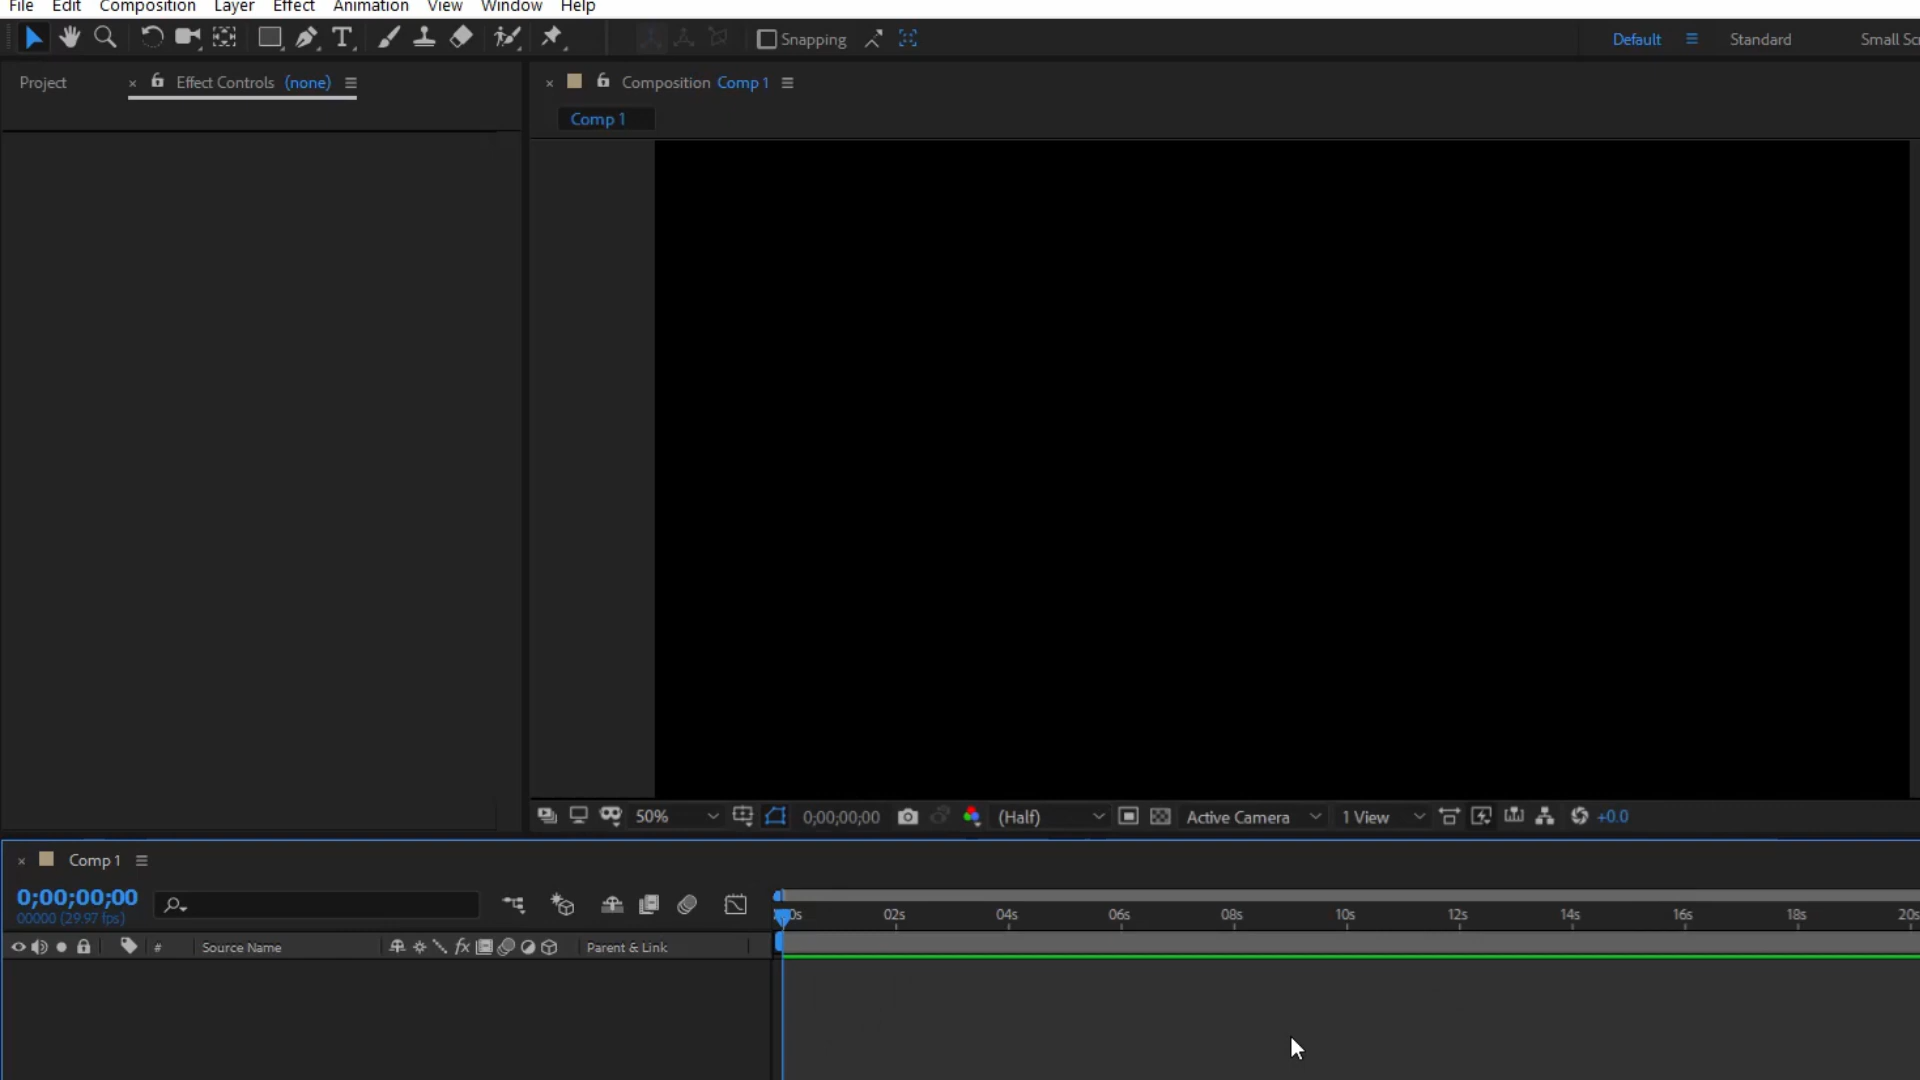 File Edit Composition Layer Effect Animation View Window Help
Snapping Default Standard Small Sc
Project Effect Controls (none) Composition Comp 1
Comp 1
50% 0;00;00;00 (Half) Active Camera 1 View +0.0
Comp 1
0;00;00;00
00000 (29.97 fps)
02s 04s 06s 08s 10s 12s 14s 16s 18s 20s
# Source Name fx Parent & Link